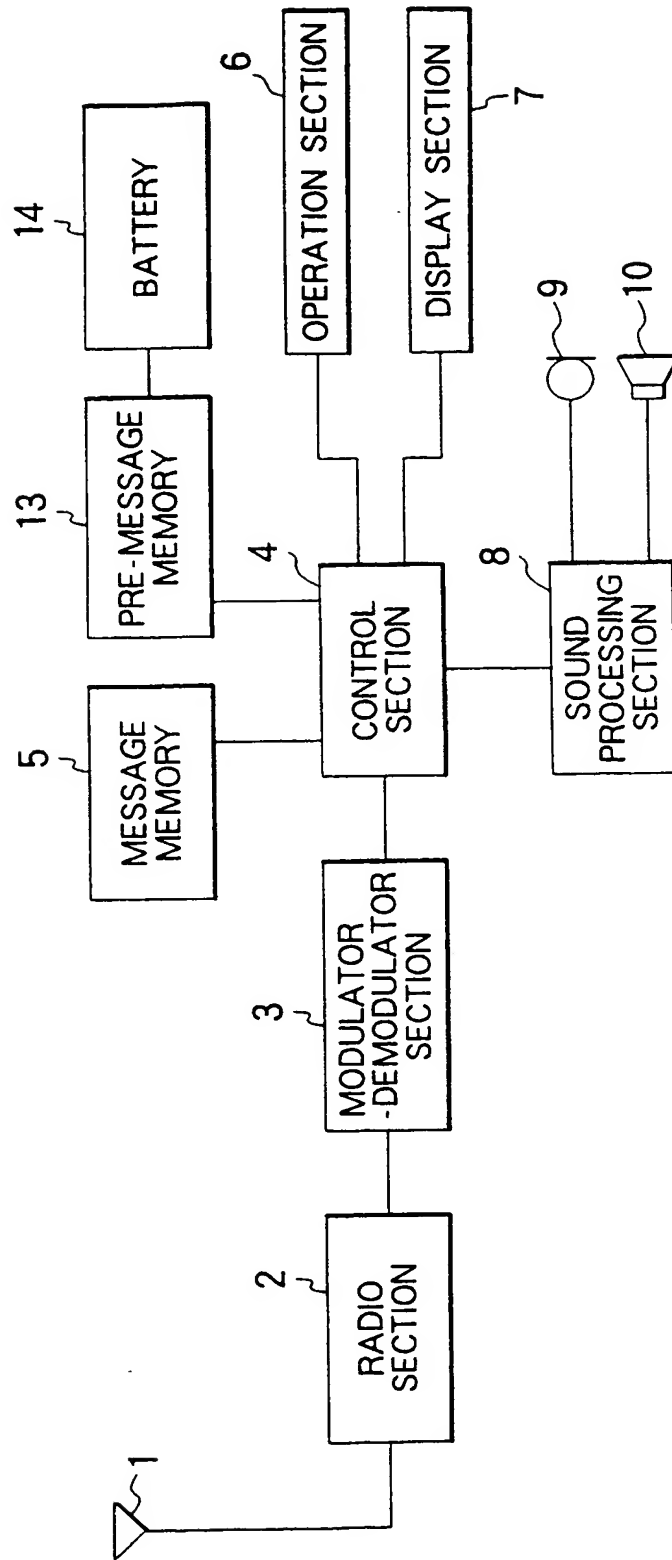 1
2
RADIO
SECTION
3
MODULATOR
-DEMODULATOR
SECTION
4
CONTROL
SECTION
5
MESSAGE
MEMORY
13
PRE-MESSAGE
MEMORY
14
BATTERY
6
OPERATION SECTION
7
DISPLAY SECTION
8
SOUND
PROCESSING
SECTION
9
10